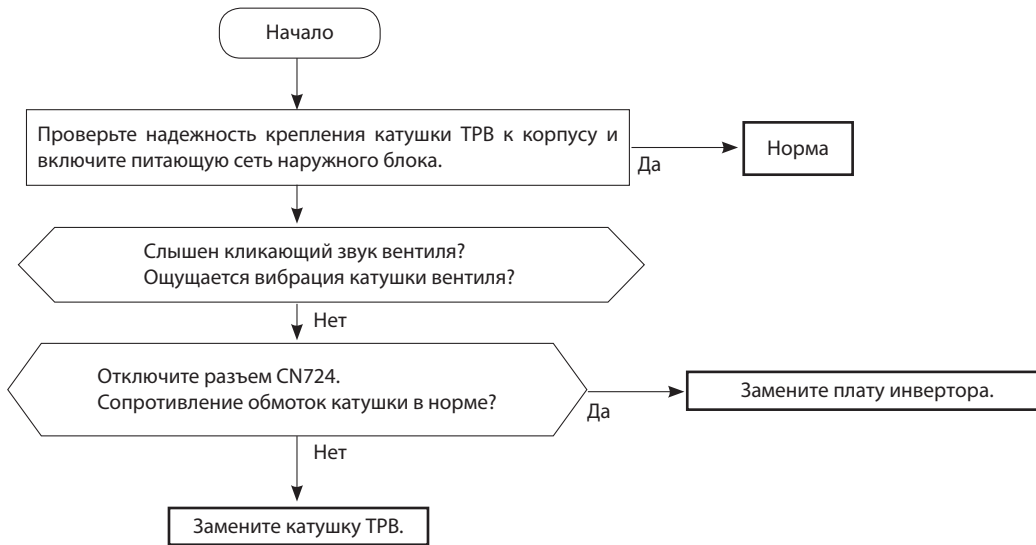 Начало
Проверьте надежность крепления катушки ТРВ к корпусу и
включите питающую сеть наружного блока.
Да
Норма
Слышен кликающий звук вентиля?
Ощущается вибрация катушки вентиля?
Нет
Отключите разъем CN724.
Сопротивление обмоток катушки в норме?
Да
Замените плату инвертора.
Нет
Замените катушку ТРВ.